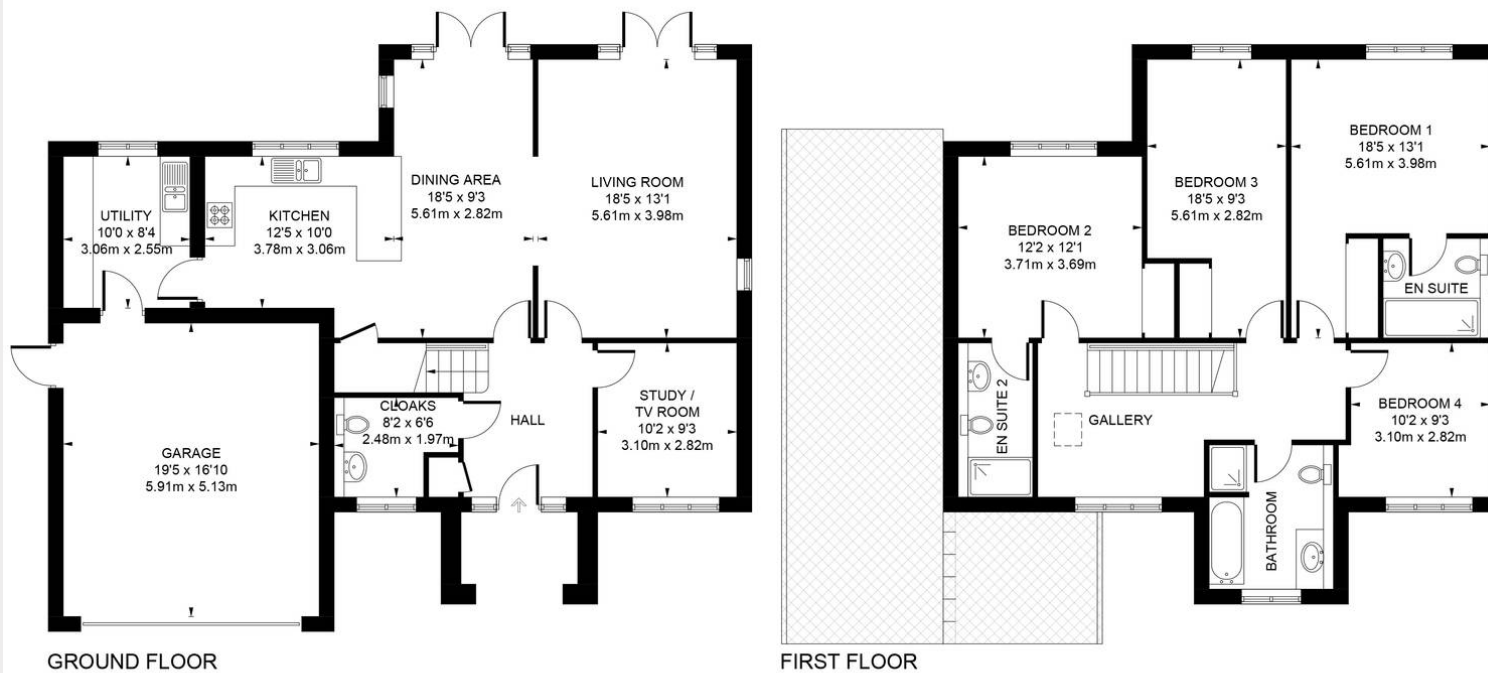 UTILITY
10'0 x 8'4
3.06m x 2.55m
KITCHEN
12'5 x 10'0
3.78m x 3.06m
DINING AREA
18'5 x 9'3
5.61m x 2.82m
LIVING ROOM
18'5 x 13'1
5.61m x 3.98m
GARAGE
19'5 x 16'10
5.91m x 5.13m
CLOAKS
8'2 x 6'6
2.48m x 1.97m
HALL
STUDY /
TV ROOM
10'2 x 9'3
3.10m x 2.82m
GROUND FLOOR
BEDROOM 2
12'2 x 12'1
3.71m x 3.69m
BEDROOM 3
18'5 x 9'3
5.61m x 2.82m
BEDROOM 1
18'5 x 13'1
5.61m x 3.98m
EN SUITE
EN SUITE 2
GALLERY
BEDROOM 4
10'2 x 9'3
3.10m x 2.82m
BATHROOM
FIRST FLOOR